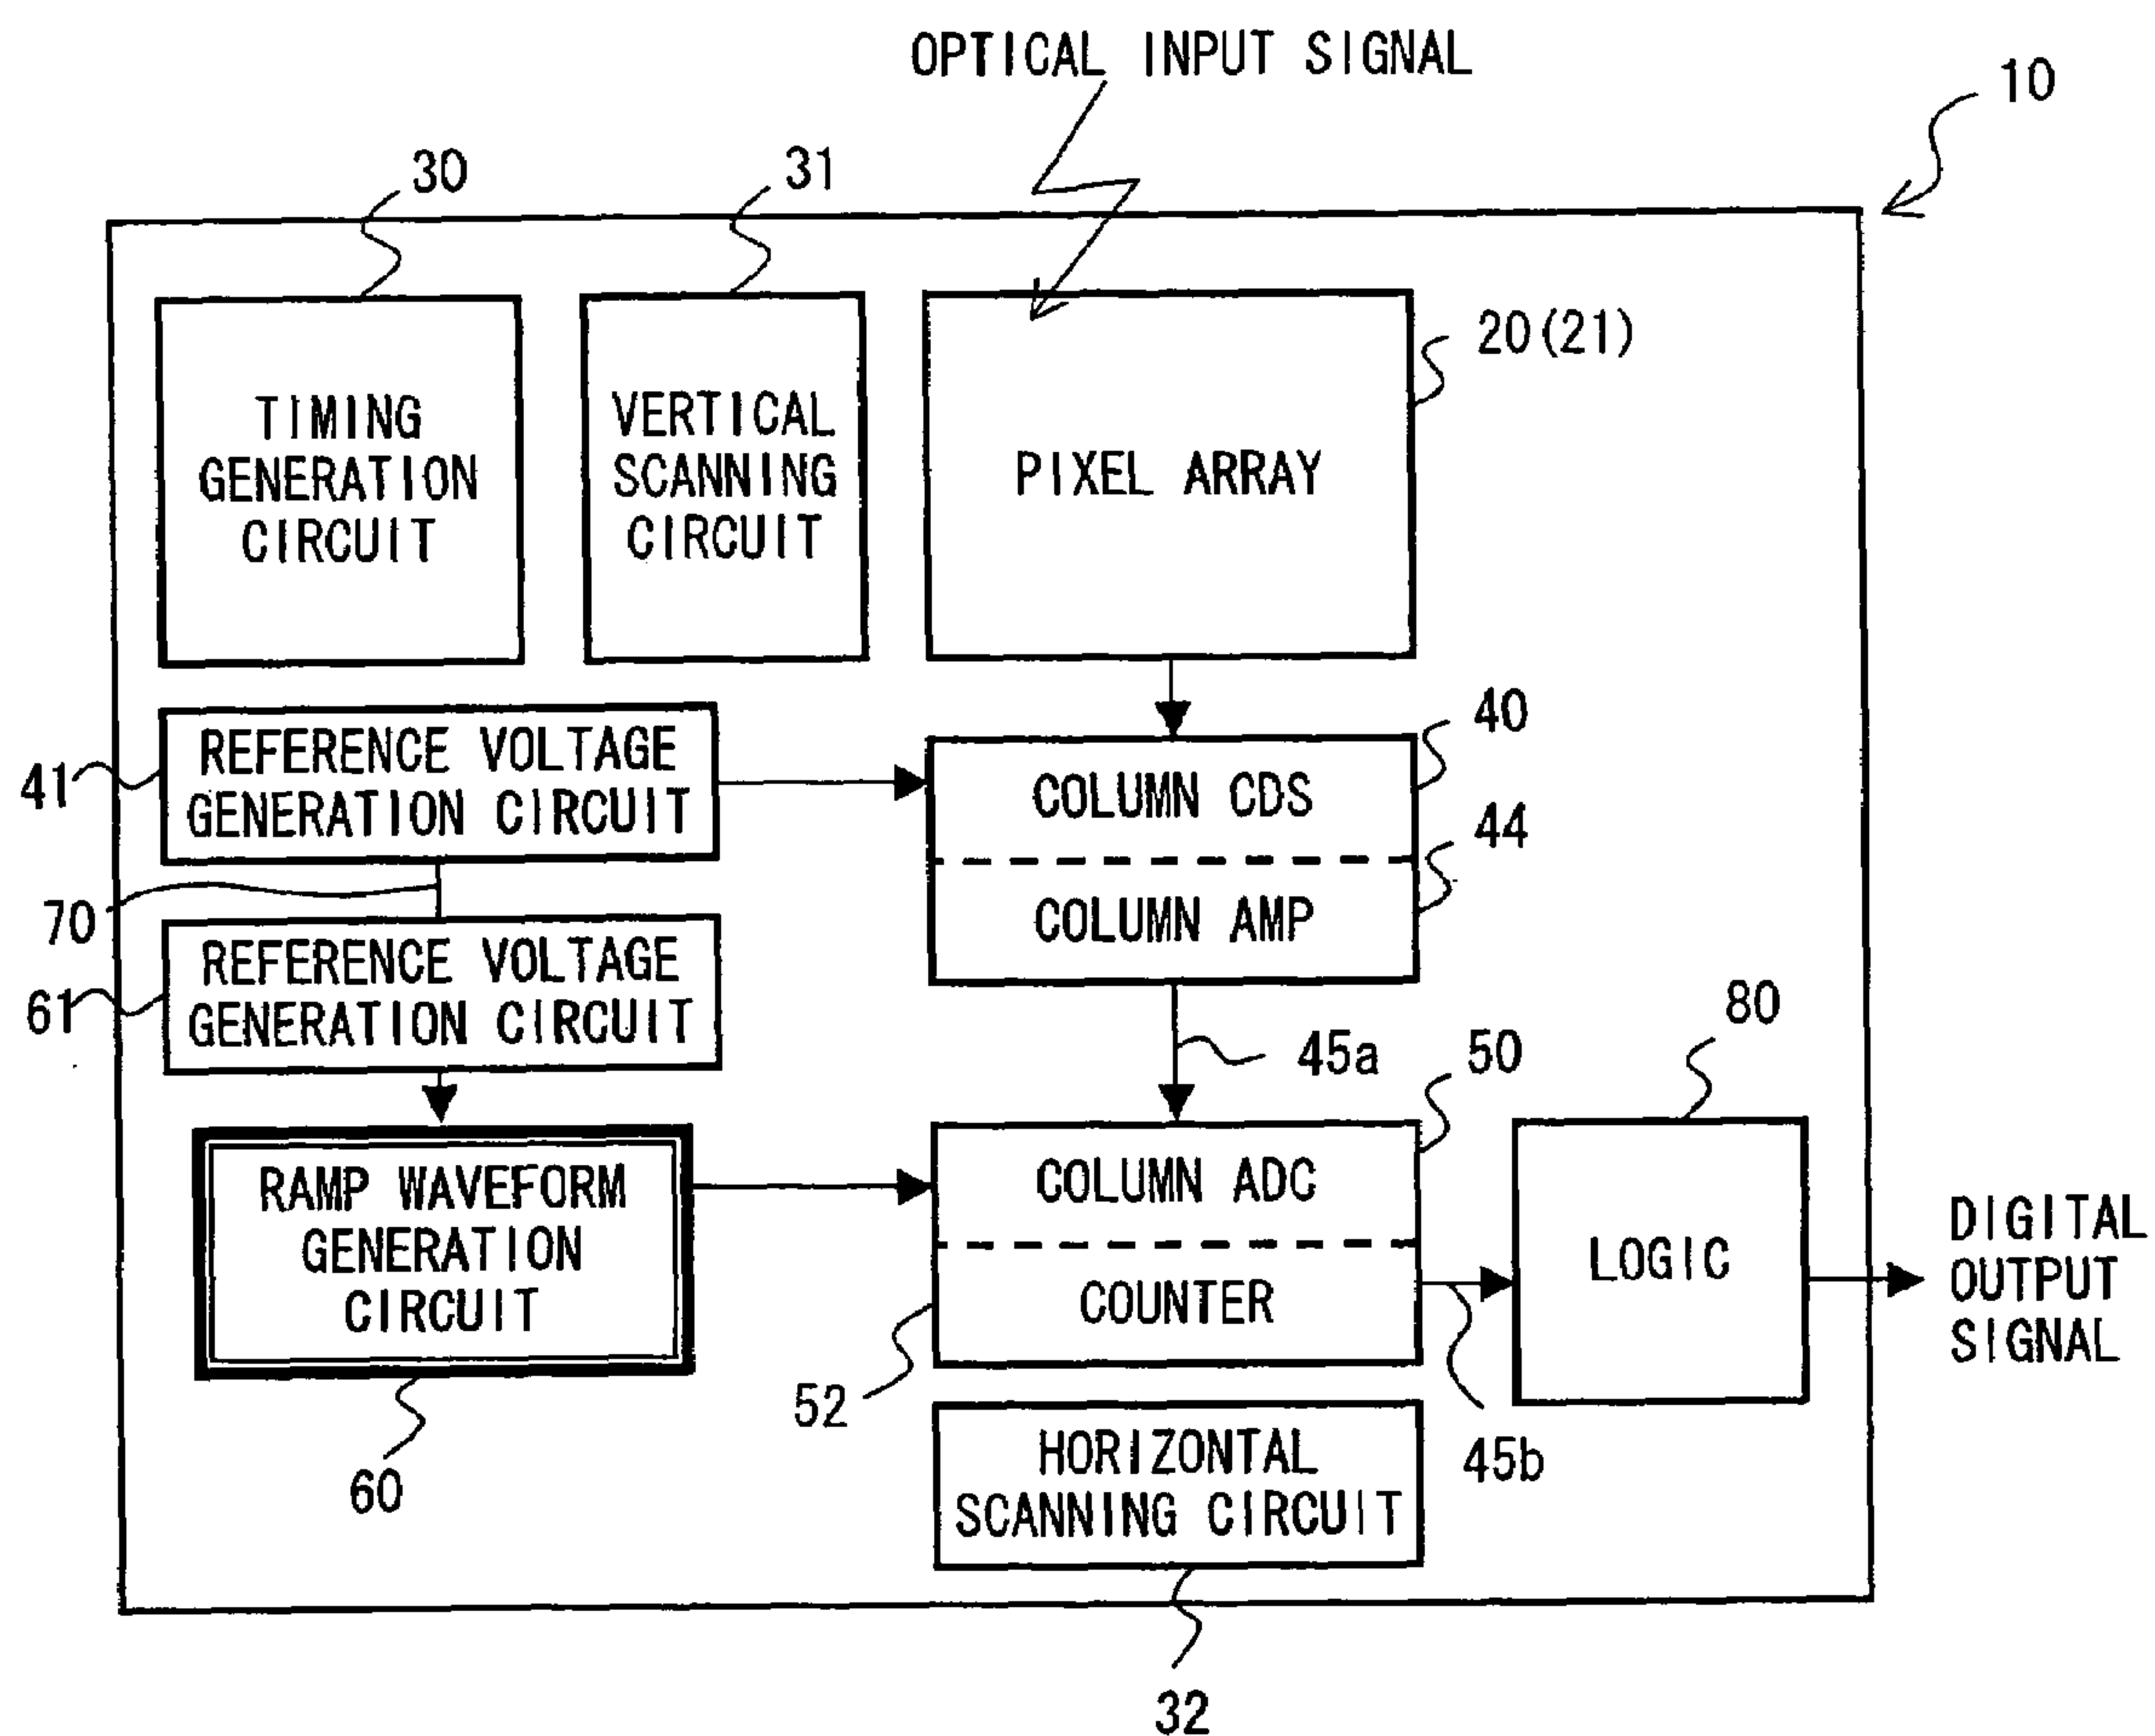 OPTICAL INPUT SIGNAL
10
30
31
20(21)
TIMING
GENERATION
CIRCUIT
VERTICAL
SCANNING
CIRCUIT
PIXEL ARRAY
41
REFERENCE VOLTAGE
GENERATION CIRCUIT
40
COLUMN CDS
44
COLUMN AMP
70
61
REFERENCE VOLTAGE
GENERATION CIRCUIT
45a
50
80
RAMP WAVEFORM
GENERATION
CIRCUIT
60
COLUMN ADC
COUNTER
52
45b
LOGIC
DIGITAL
OUTPUT
SIGNAL
HORIZONTAL
SCANNING CIRCUIT
32